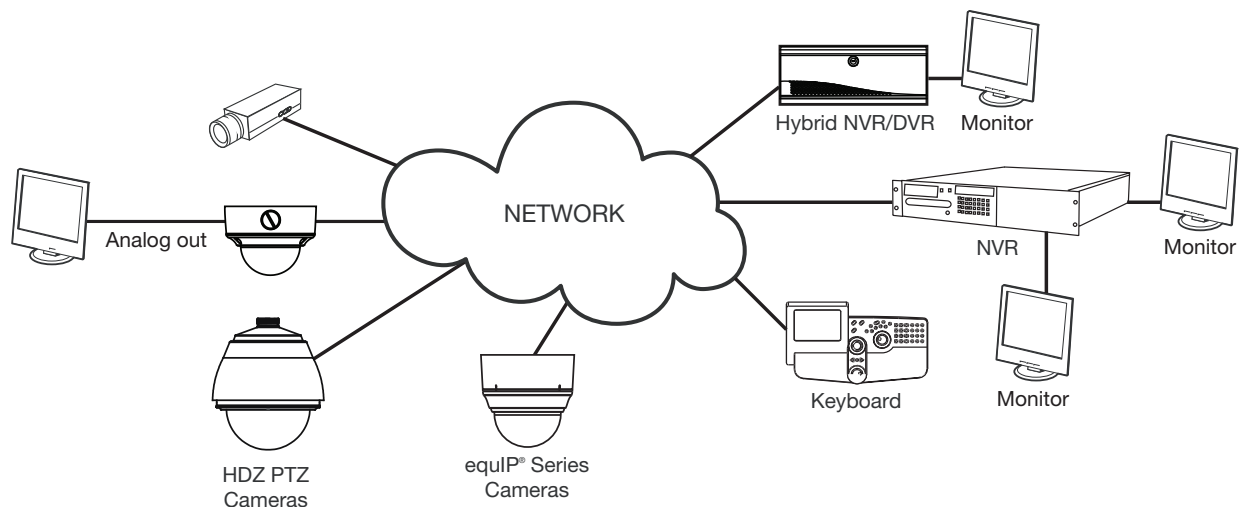 Hybrid NVR/DVR
Monitor
NETWORK
Analog out
NVR
Monitor
Keyboard
Monitor
HDZ PTZ
Cameras
equIP® Series
Cameras